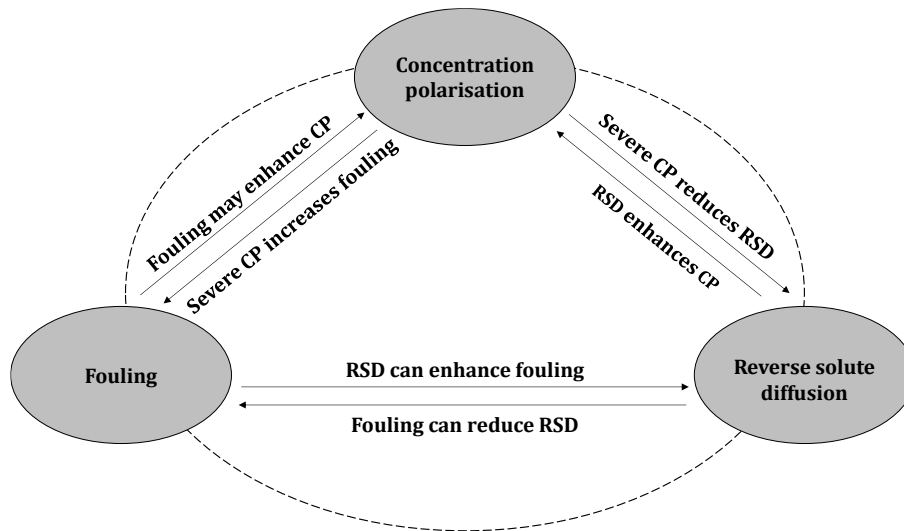 Concentration
polarisation
Fouling may enhance CP
Severe CP increases fouling
Severe CP reduces RSD
RSD enhances CP
Fouling
RSD can enhance fouling
Fouling can reduce RSD
Reverse solute
diffusion